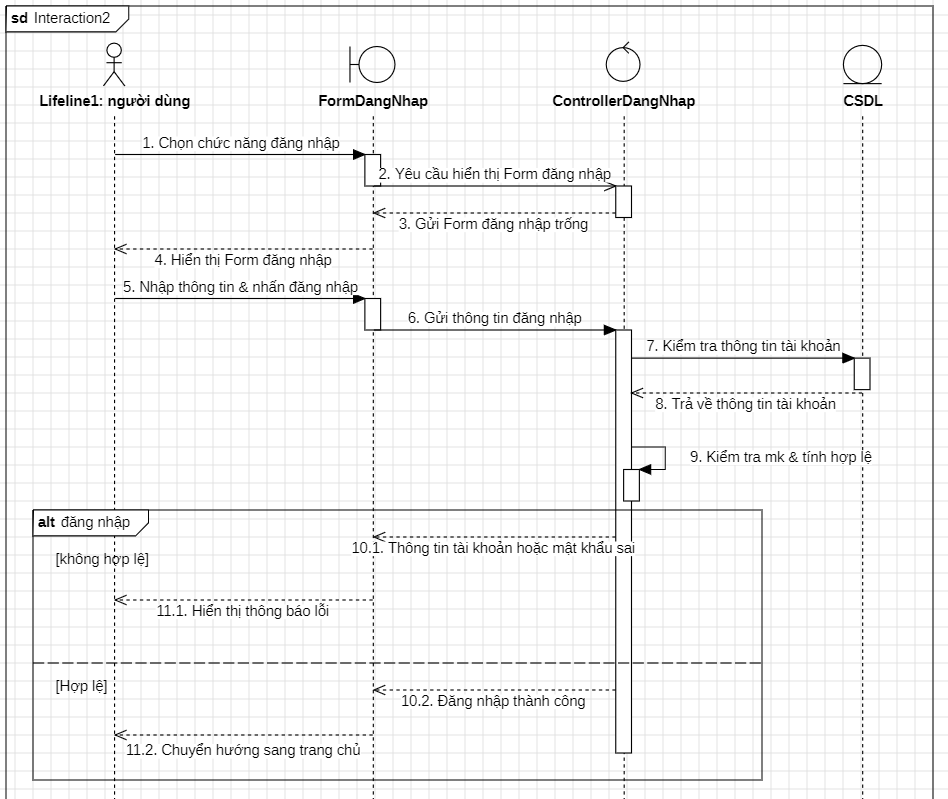 sd Interaction2
Lifeline1: người dùng
FormDangNhap
ControllerDangNhap
CSDL
1. Chọn chức năng đăng nhập
2. Yêu cầu hiển thị Form đăng nhập
3. Gửi Form đăng nhập trống
4. Hiển thị Form đăng nhập
5. Nhập thông tin & nhấn đăng nhập
6. Gửi thông tin đăng nhập
7. Kiểm tra thông tin tài khoản
8. Trả về thông tin tài khoản
9. Kiểm tra mk & tính hợp lệ
alt đăng nhập
10.1. Thông tin tài khoản hoặc mật khẩu sai
[không hợp lệ]
11.1. Hiển thị thông báo lỗi
[Hợp lệ]
10.2. Đăng nhập thành công
11.2. Chuyển hướng sang trang chủ